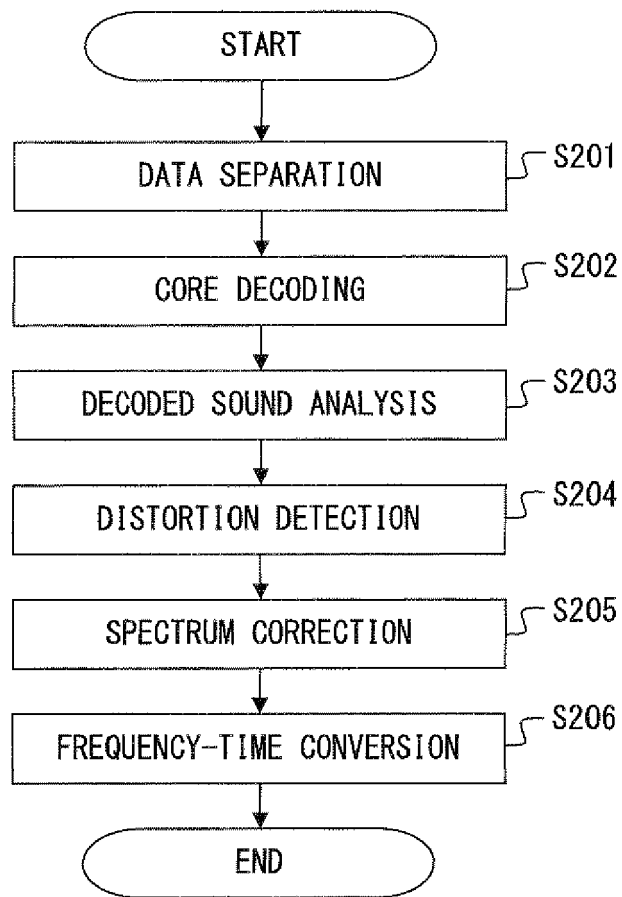 START
DATA SEPARATION
S201
CORE DECODING
S202
DECODED SOUND ANALYSIS
S203
DISTORTION DETECTION
S204
SPECTRUM CORRECTION
S205
FREQUENCY-TIME CONVERSION
S206
END